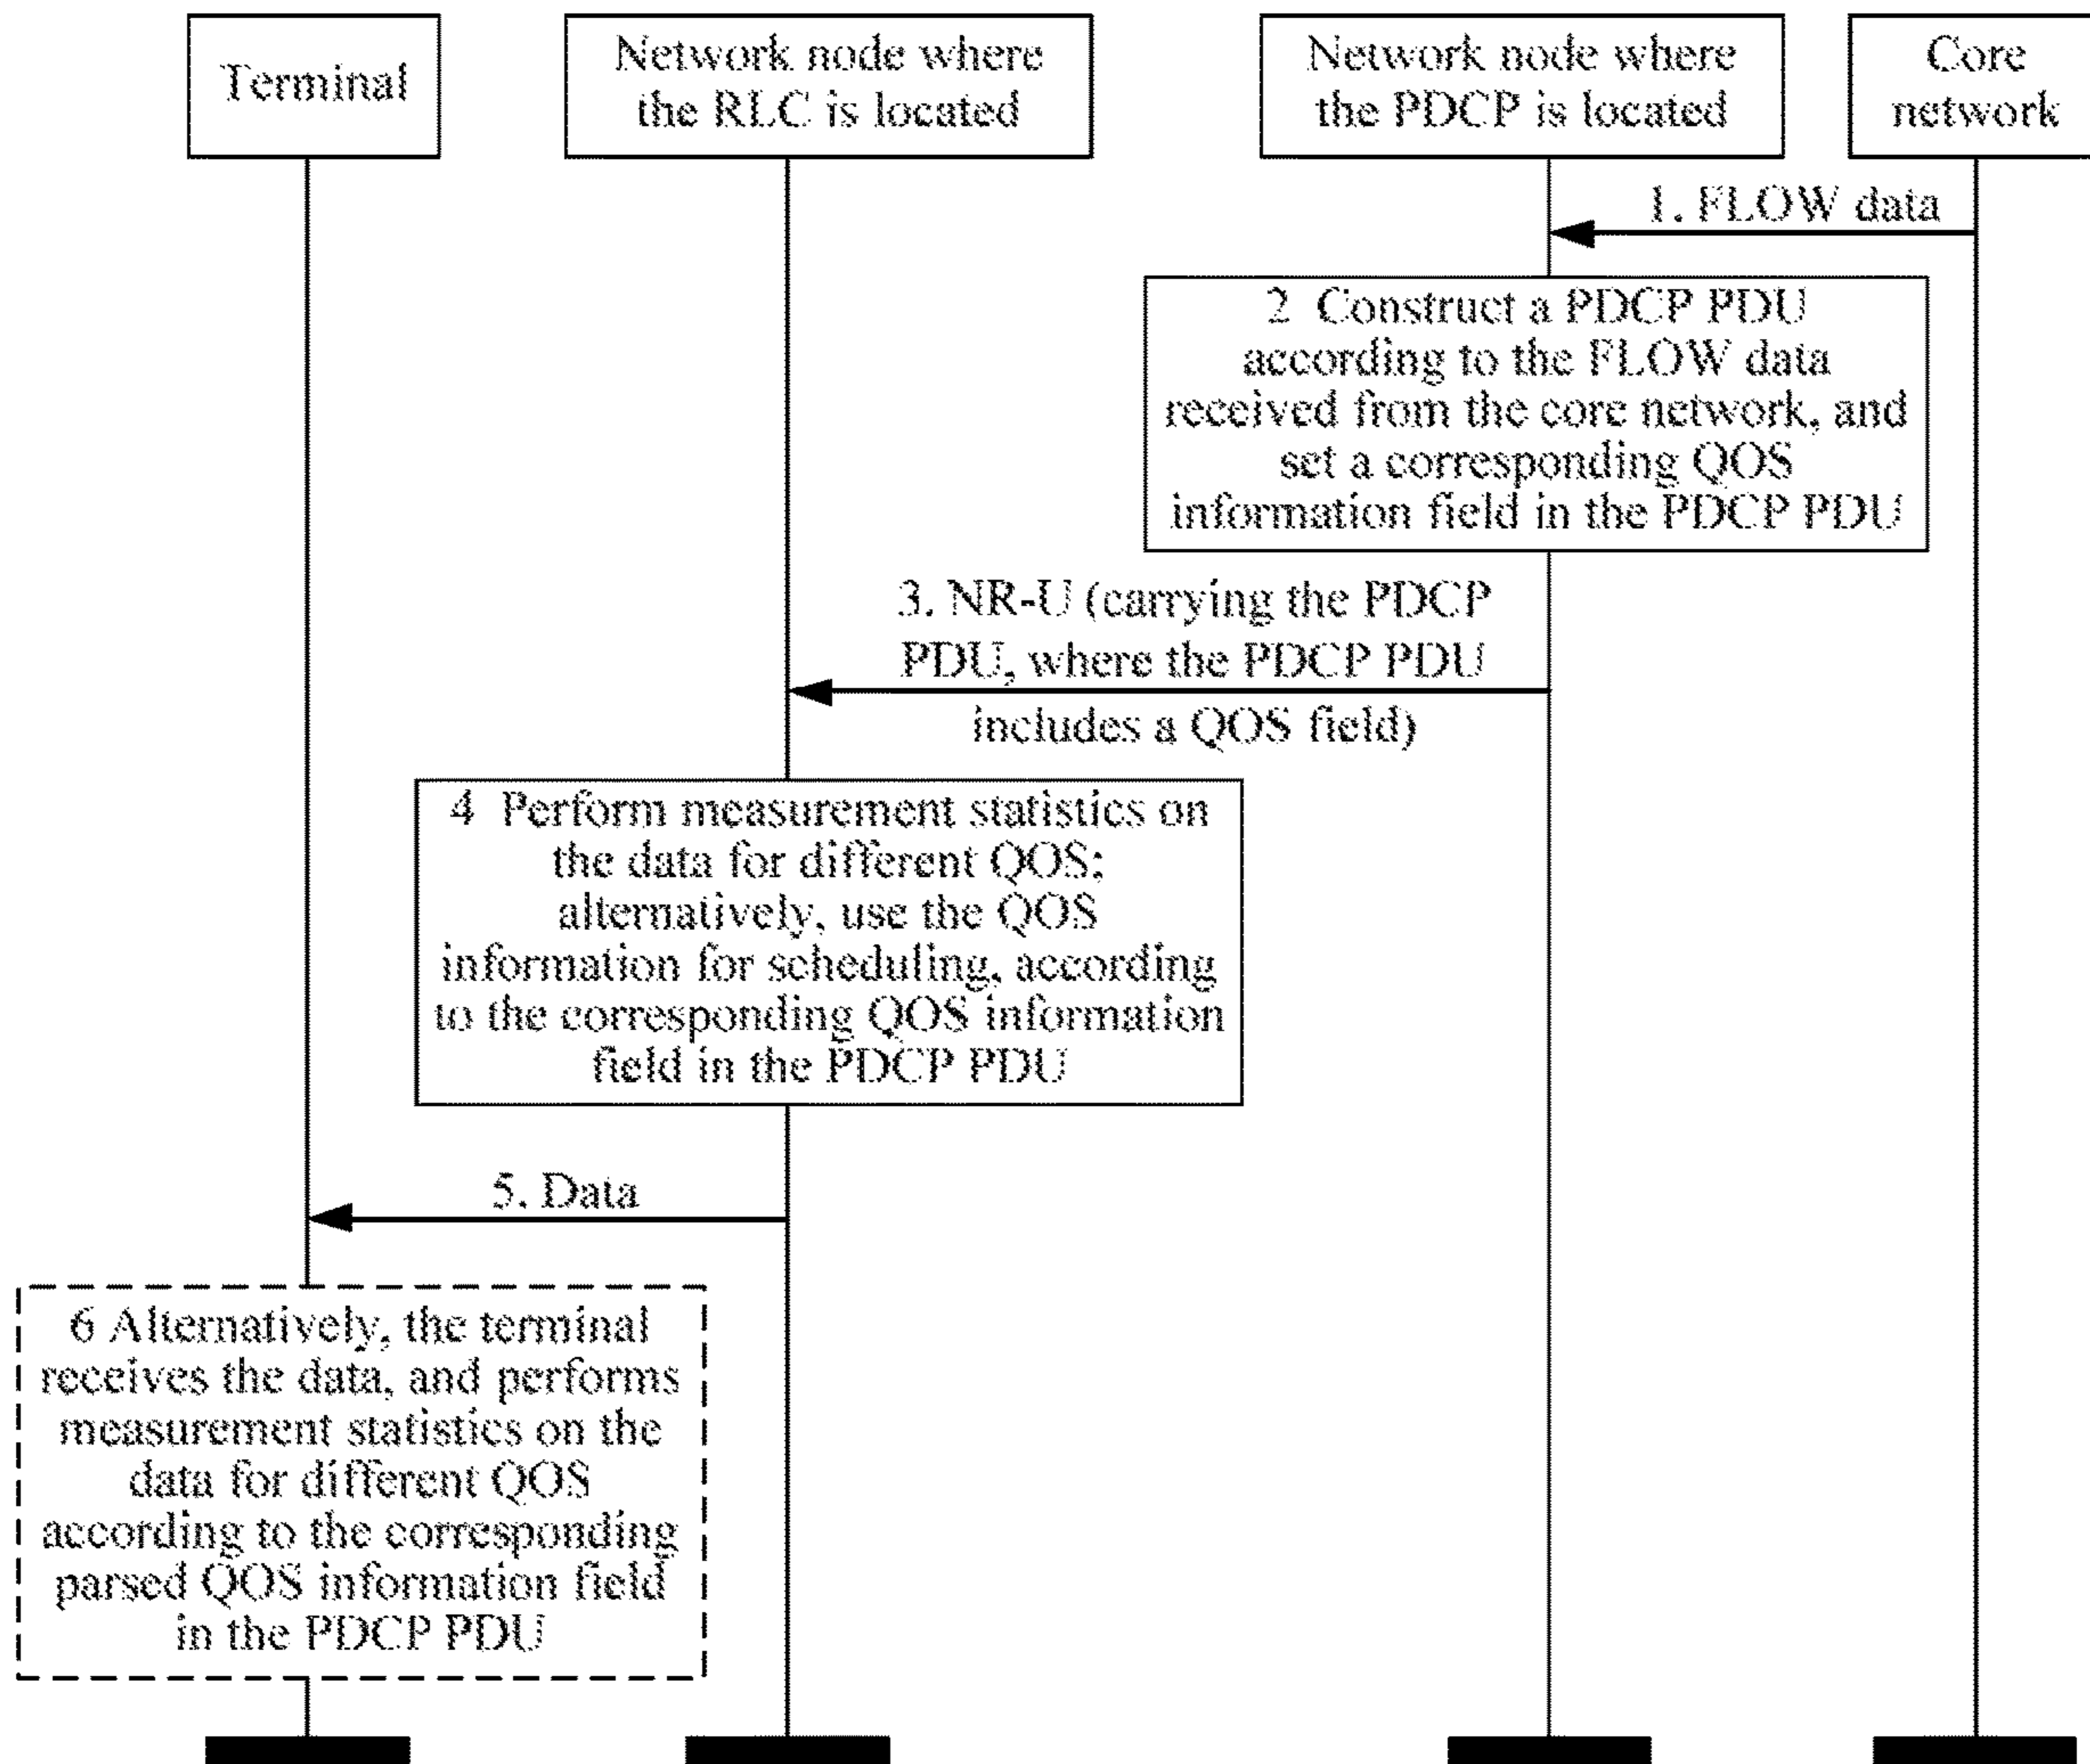 Terminal
Network node where
the RLC is located
Network node where
the PDCP is located
Core
network
1. FLOW data
2 Construct a PDCP PDU
according to the FLOW data
received from the core network, and
set a corresponding QOS
information field in the PDCP PDU
3. NR-U (carrying the PDCP
PDU, where the PDCP PDU
includes a QOS field)
4 Perform measurement statistics on
the data for different QOS;
alternatively, use the QOS
information for scheduling, according
to the corresponding QOS information
field in the PDCP PDU
5. Data
6 Alternatively, the terminal
receives the data, and performs
measurement statistics on the
data for different QOS
according to the corresponding
parsed QOS information field
in the PDCP PDU